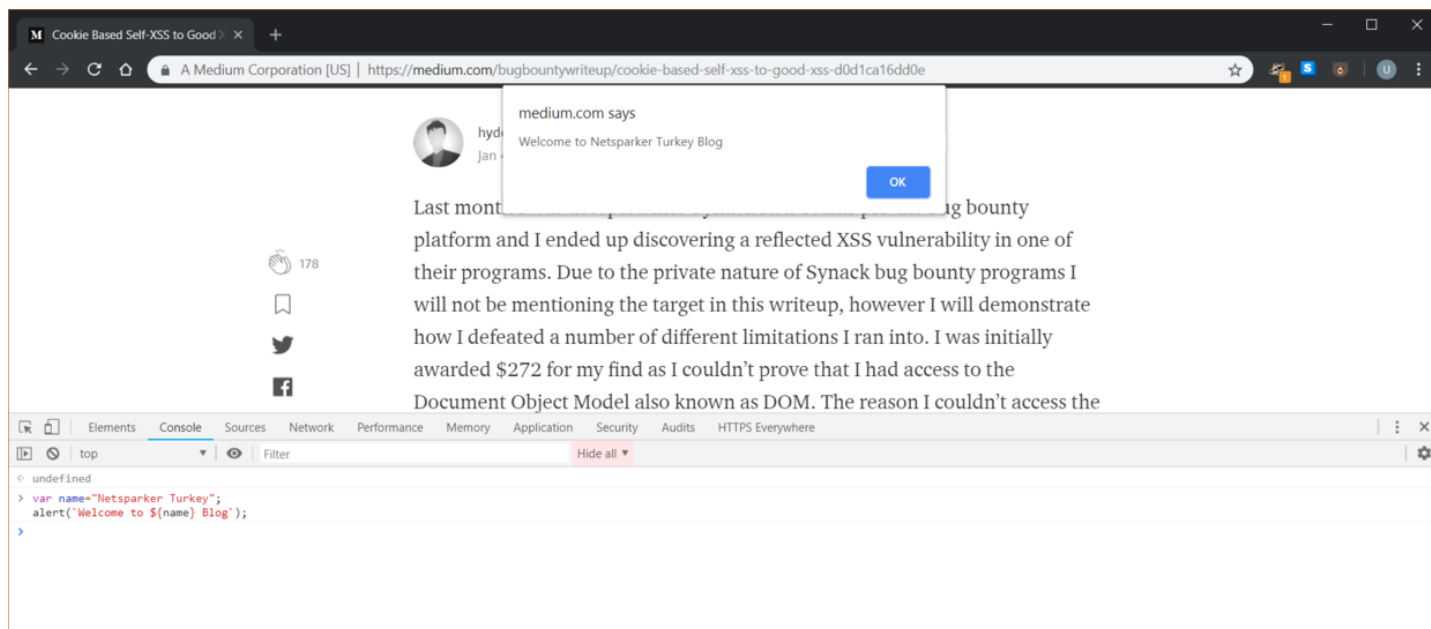 M Cookie Based Self-XSS to Good
A Medium Corporation [US] | https://medium.com/bugbountywriteup/cookie-based-self-xss-to-good-xss-d0d1ca16dd0e
1
S
U
medium.com says
Welcome to Netsparker Turkey Blog
OK
hyd
Jan
Last mont
ug bounty
platform and I ended up discovering a reflected XSS vulnerability in one of
their programs. Due to the private nature of Synack bug bounty programs I
will not be mentioning the target in this writeup, however I will demonstrate
how I defeated a number of different limitations I ran into. I was initially
awarded $272 for my find as I couldn’t prove that I had access to the
Document Object Model also known as DOM. The reason I couldn’t access the
178
Elements Console Sources Network Performance Memory Application Security Audits HTTPS Everywhere
top Filter Hide all
undefined
> var name="Netsparker Turkey";
alert(`Welcome to ${name} Blog`);
>